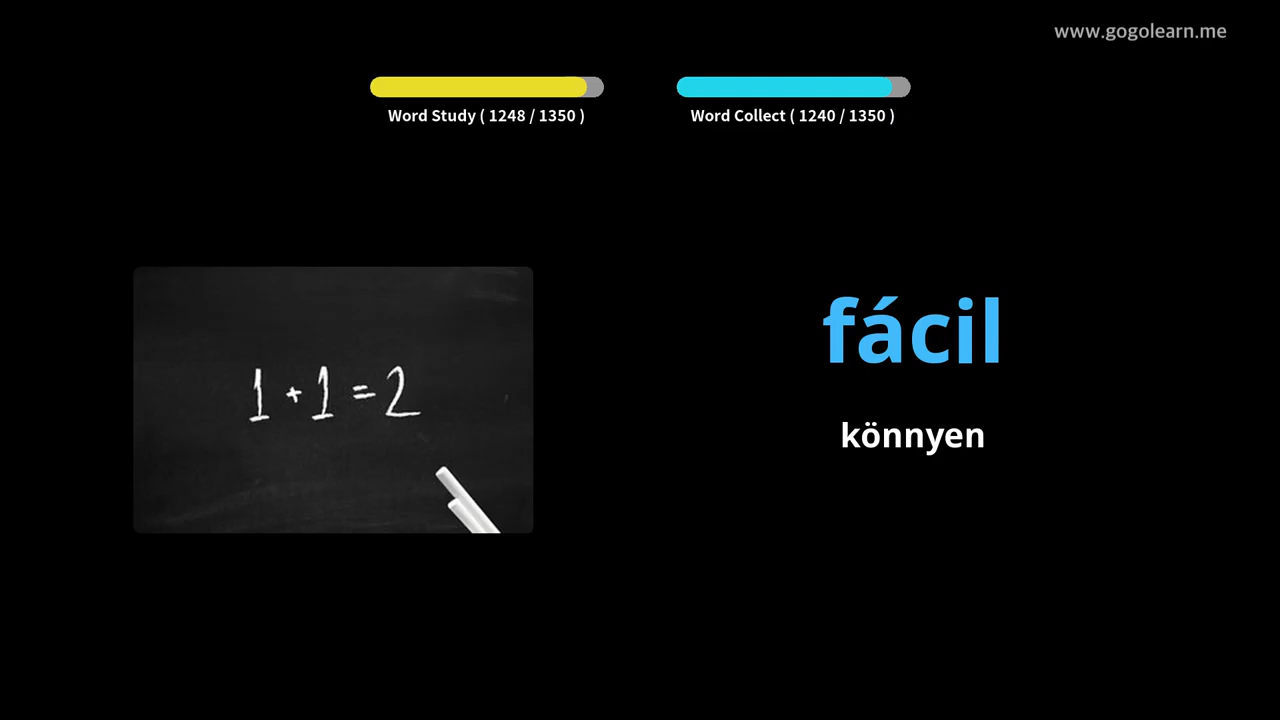 www.gogolearn.me
Word Study ( 1248 / 1350 )
Word Collect ( 1240 / 1350 )
1 + 1 = 2
fácil
könnyen